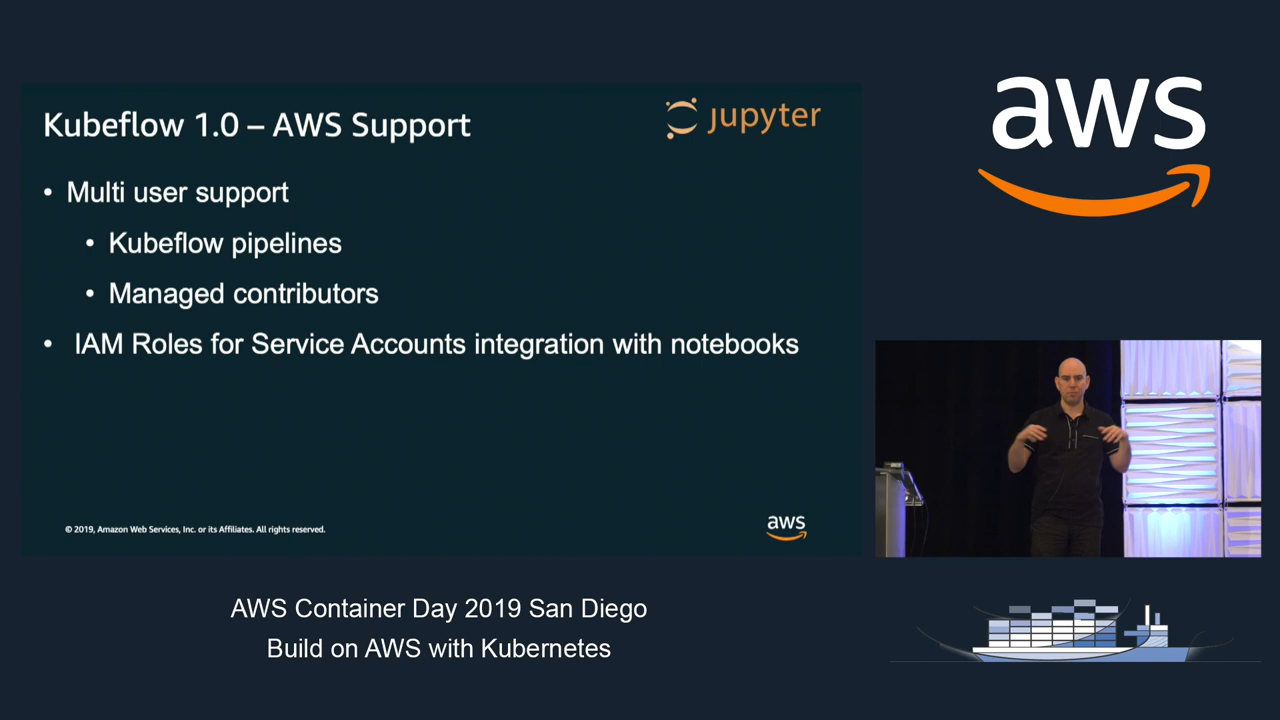 Kubeflow 1.0 – AWS Support
jupyter
• Multi user support
• Kubeflow pipelines
• Managed contributors
• IAM Roles for Service Accounts integration with notebooks
© 2019, Amazon Web Services, Inc. or its Affiliates. All rights reserved.
aws
aws
AWS Container Day 2019 San Diego
Build on AWS with Kubernetes